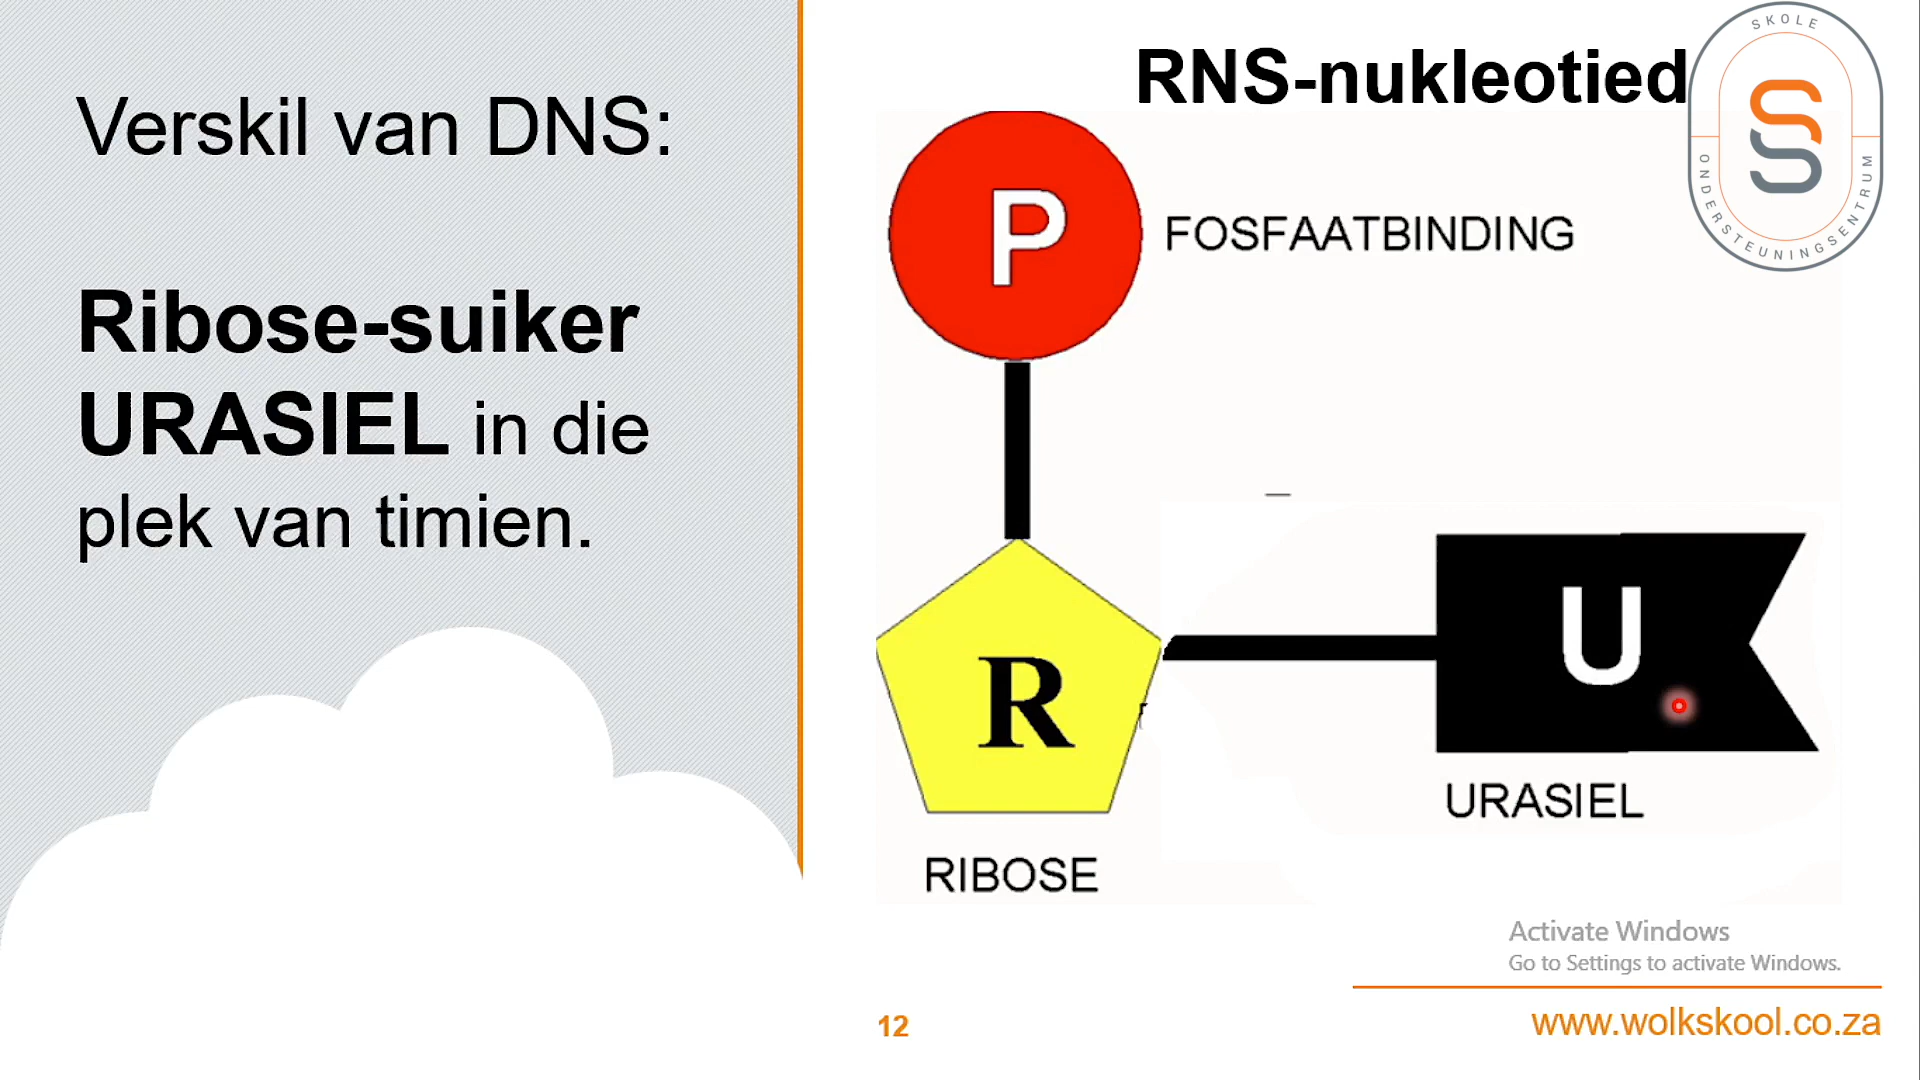 Verskil van DNS:
Ribose-suiker
URASIEL in die
plek van timien.
RNS-nukleotied
SKOLE
ONDERSTEUNINGSENTRUM
P
FOSFAATBINDING
R
RIBOSE
U
URASIEL
Activate Windows
Go to Settings to activate Windows.
12
www.wolkskool.co.za